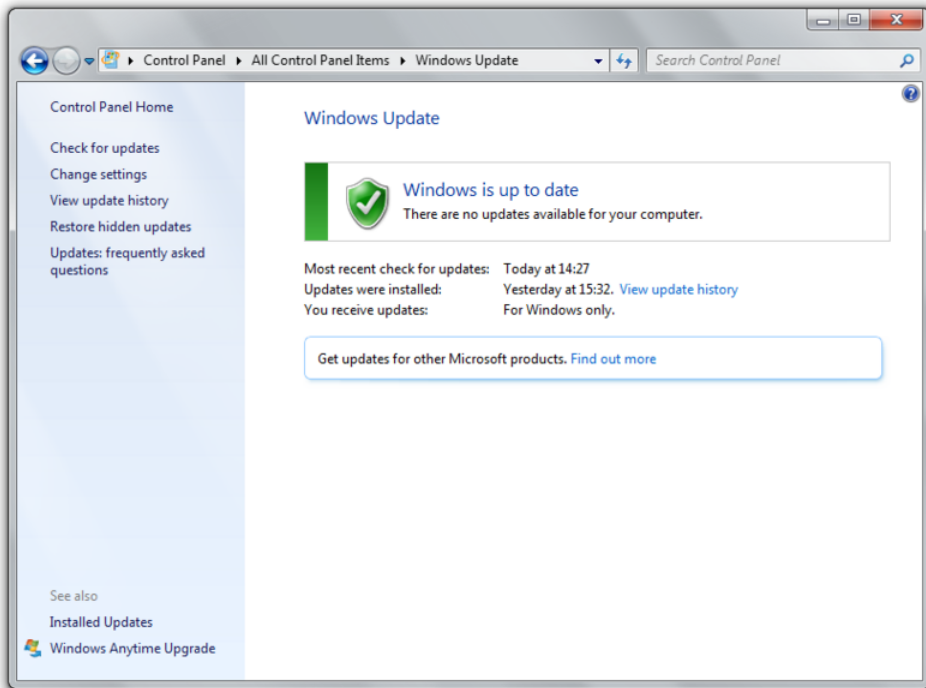 Control Panel ▸ All Control Panel Items ▸ Windows Update
Search Control Panel
Control Panel Home
Check for updates
Change settings
View update history
Restore hidden updates
Updates: frequently asked
questions
See also
Installed Updates
Windows Anytime Upgrade
Windows Update
Windows is up to date
There are no updates available for your computer.
Most recent check for updates: Today at 14:27
Updates were installed: Yesterday at 15:32. View update history
You receive updates: For Windows only.
Get updates for other Microsoft products. Find out more